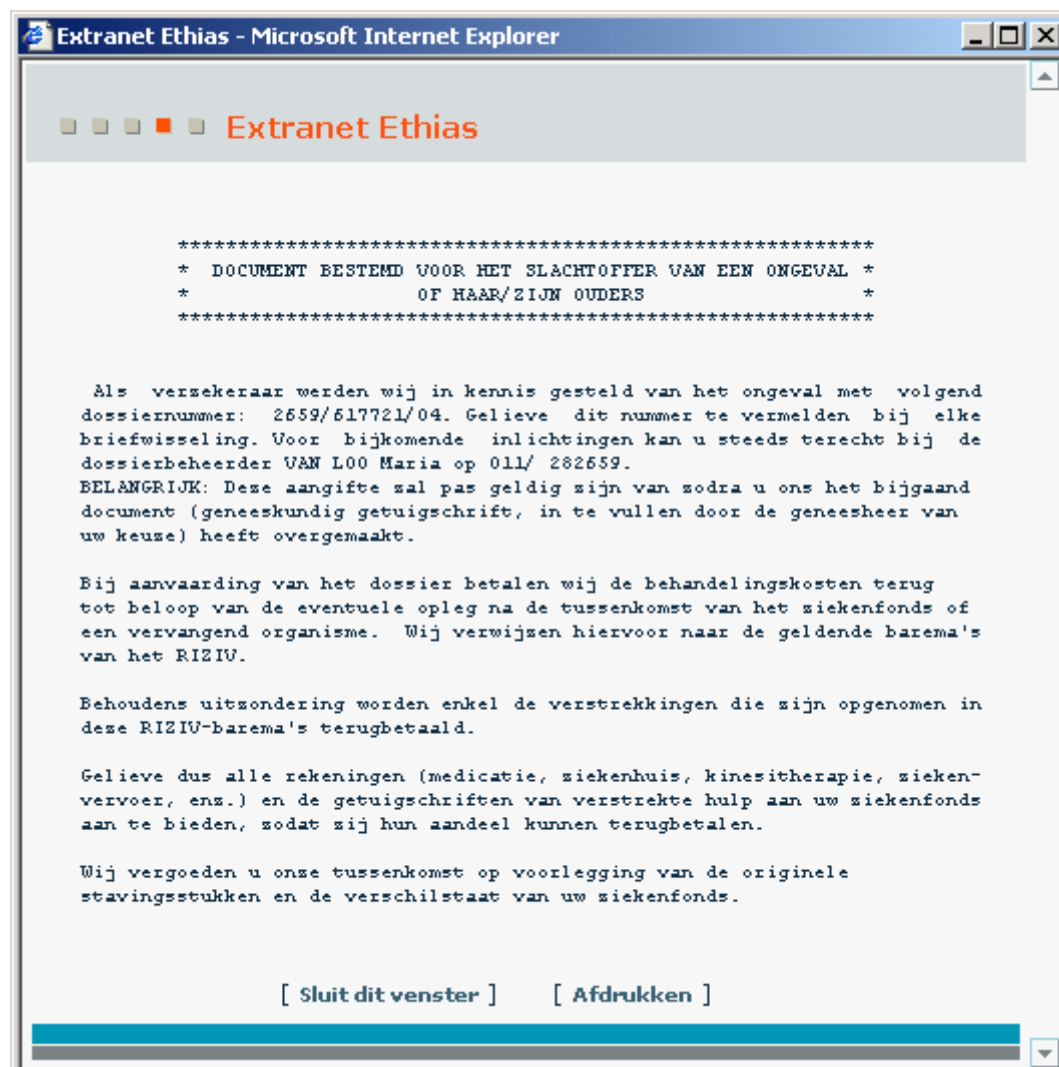 Extranet Ethias - Microsoft Internet Explorer
Extranet Ethias
**********************************************************
* DOCUMENT BESTEMD VOOR HET SLACHTOFFER VAN EEN ONGEVAL *
* OF HAAR/ZIJN OUDERS *
**********************************************************
Als verzekeraar werden wij in kennis gesteld van het ongeval met volgend
dossiernummer: 2659/617721/04. Gelieve dit nummer te vermelden bij elke
briefwisseling. Voor bijkomende inlichtingen kan u steeds terecht bij de
dossierbeheerder VAN LOO Maria op 011/ 282659.
BELANGRIJK: Deze aangifte zal pas geldig zijn van zodra u ons het bijgaand
document (geneeskundig getuigschrift, in te vullen door de geneesheer van
uw keuze) heeft overgemaakt.
Bij aanvaarding van het dossier betalen wij de behandelingskosten terug
tot beloop van de eventuele opleg na de tussenkomst van het ziekenfonds of
een vervangend organisme. Wij verwijzen hiervoor naar de geldende barema's
van het RIZIV.
Behoudens uitzondering worden enkel de verstrekkingen die zijn opgenomen in
deze RIZIV-barema's terugbetaald.
Gelieve dus alle rekeningen (medicatie, ziekenhuis, kinesitherapie, zieken-
vervoer, enz.) en de getuigschriften van verstrekte hulp aan uw ziekenfonds
aan te bieden, zodat zij hun aandeel kunnen terugbetalen.
Wij vergoeden u onze tussenkomst op voorlegging van de originele
stavingsstukken en de verschilstaat van uw ziekenfonds.
[ Sluit dit venster ] [ Afdrukken ]